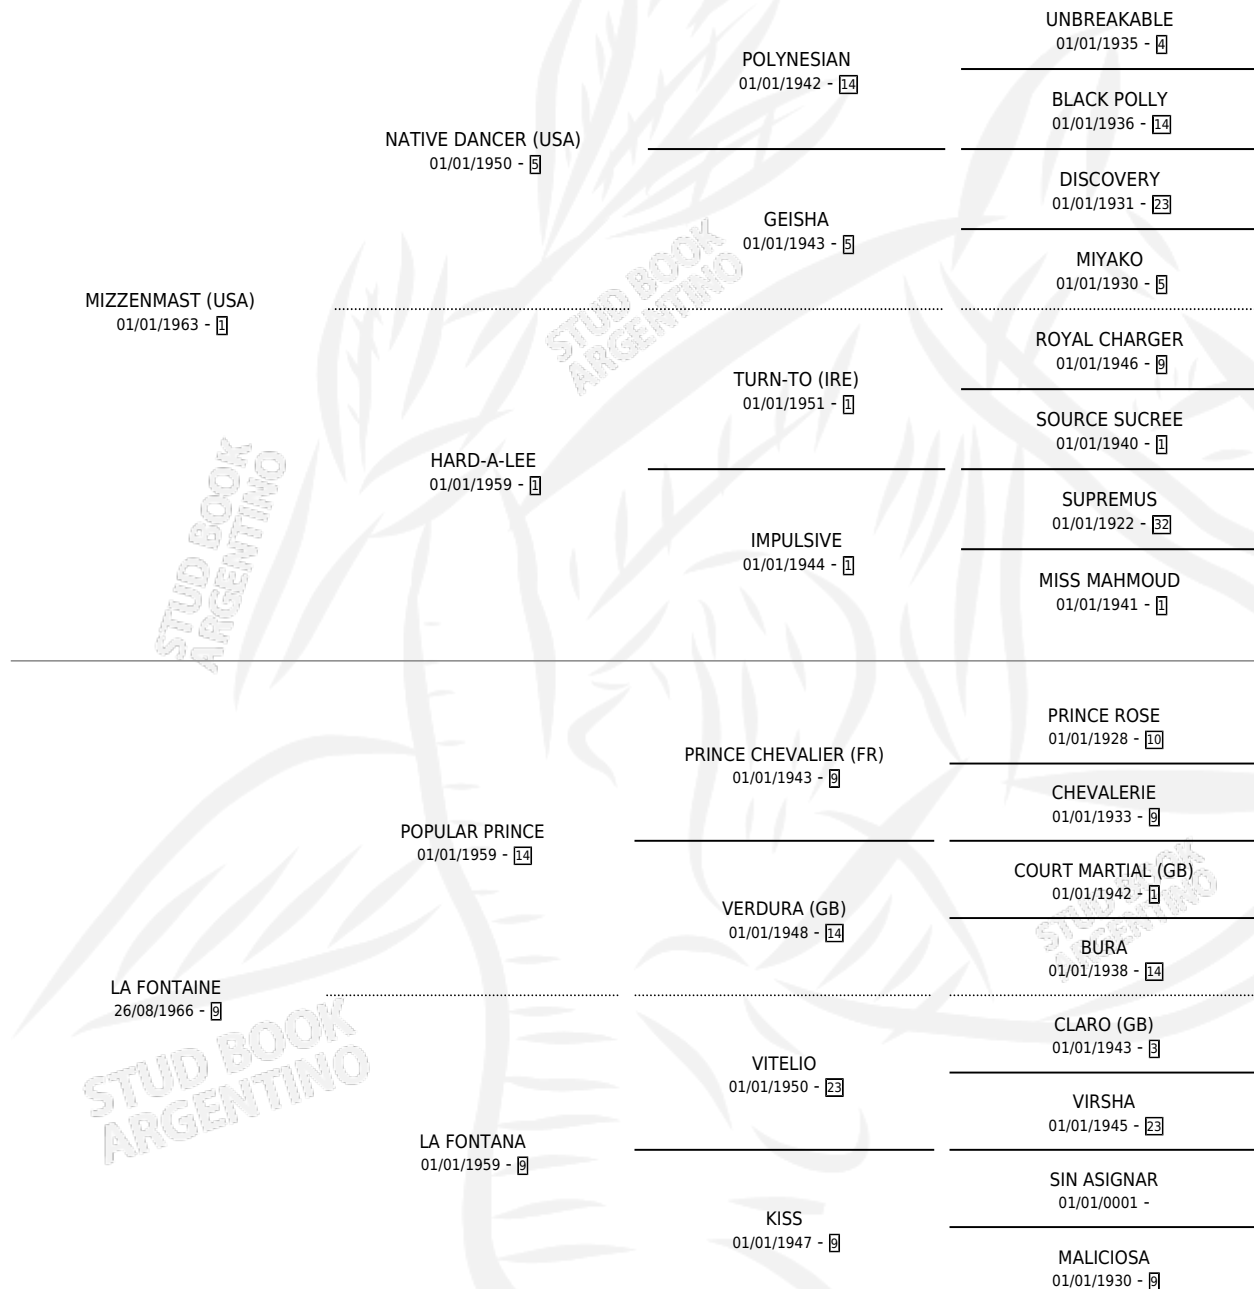 UNBREAKABLE
01/01/1935 - 4
POLYNESIAN
01/01/1942 - 14
BLACK POLLY
01/01/1936 - 14
NATIVE DANCER (USA)
01/01/1950 - 5
DISCOVERY
01/01/1931 - 23
GEISHA
01/01/1943 - 5
MIYAKO
01/01/1930 - 5
MIZZENMAST (USA)
01/01/1963 - 1
ROYAL CHARGER
01/01/1946 - 9
TURN-TO (IRE)
01/01/1951 - 1
SOURCE SUCREE
01/01/1940 - 1
HARD-A-LEE
01/01/1959 - 1
SUPREMUS
01/01/1922 - 32
IMPULSIVE
01/01/1944 - 1
MISS MAHMOUD
01/01/1941 - 1
PRINCE ROSE
01/01/1928 - 10
PRINCE CHEVALIER (FR)
01/01/1943 - 9
CHEVALERIE
01/01/1933 - 9
POPULAR PRINCE
01/01/1959 - 14
COURT MARTIAL (GB)
01/01/1942 - 1
VERDURA (GB)
01/01/1948 - 14
BURA
01/01/1938 - 14
LA FONTAINE
26/08/1966 - 9
CLARO (GB)
01/01/1943 - 3
VITELIO
01/01/1950 - 23
VIRSHA
01/01/1945 - 23
LA FONTANA
01/01/1959 - 9
SIN ASIGNAR
01/01/0001 -
KISS
01/01/1947 - 9
MALICIOSA
01/01/1930 - 9
STUD BOOK
ARGENTINO
STUD BOOK
ARGENTINO
STUD BOOK
ARGENTINO
STUD BOOK
ARGENTINO